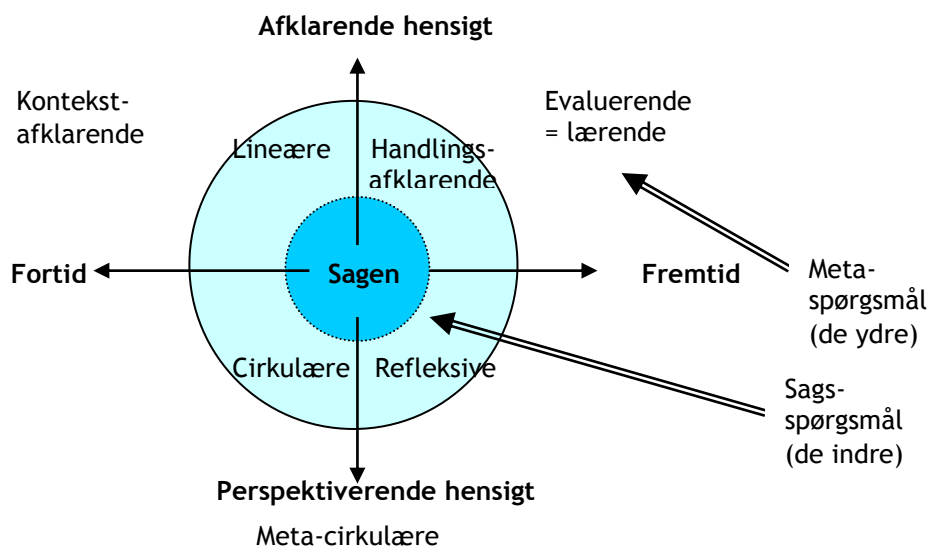 Afklarende hensigt
Kontekst-
afklarende
Evaluerende
= lærende
Lineære
Handlings-
afklarende
Fortid
Sagen
Fremtid
Meta-
spørgsmål
(de ydre)
Cirkulære
Refleksive
Sags-
spørgsmål
(de indre)
Perspektiverende hensigt
Meta-cirkulære